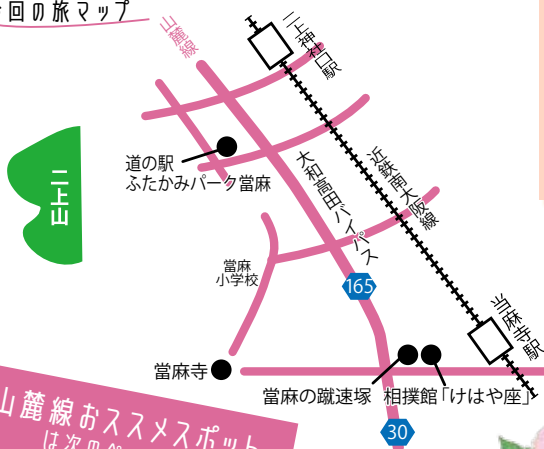 今回の旅マップ
山麓線
二上神社口駅
道の駅
ふたかみパーク當麻
二上山
大和高田バイパス
近鉄南大阪線
當麻
小学校
165
当麻寺駅
當麻寺
當麻の蹴速塚
相撲館「けはや座」
30
山麓線おススメスポット
は次の